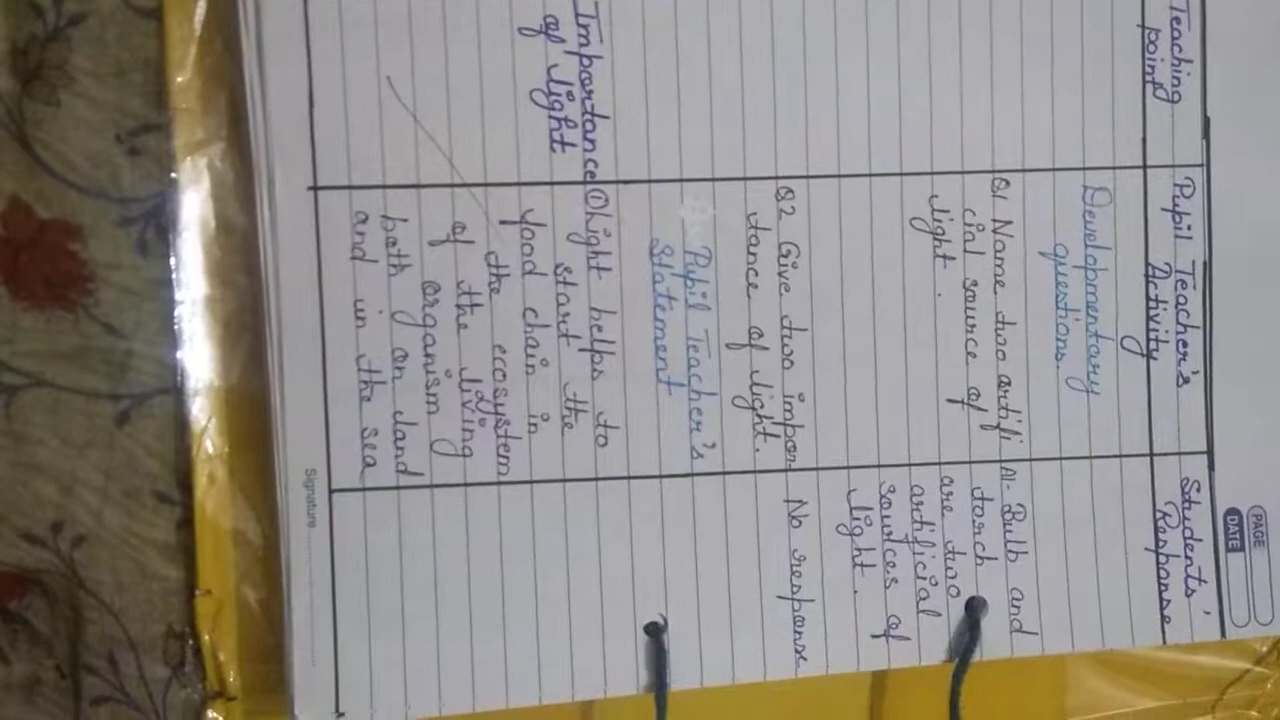 PAGE
DATE
Teaching
point
Pupil Teacher's
Activity
Students'
Response
Developmentary
questions.
Q1 Name two artifi
cial source of
light.
A1- Bulb and
torch
are two
artificial
sources of
light.
Q2 Give two impor-
tance of light.
No response
Pupil Teacher's
Statement
Importance
of light
① Light helps to
start the
food chain in
the ecosystem
of the living
organism
both on land
and in the sea
Signature